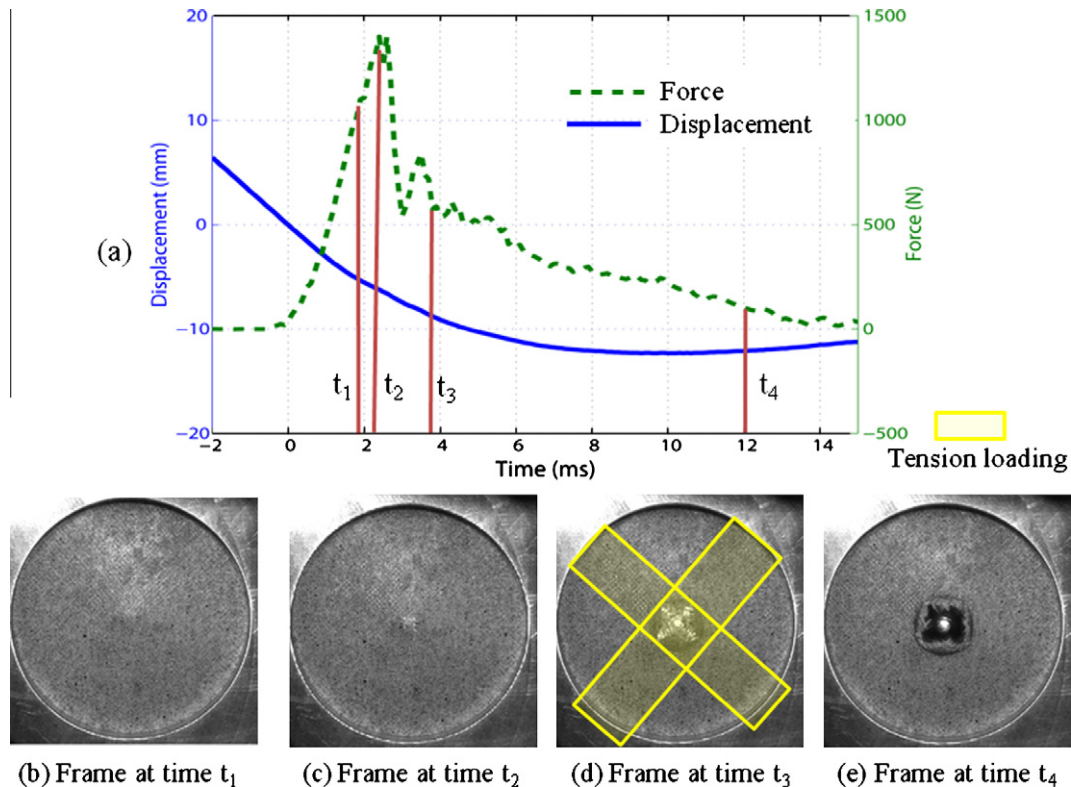 20
10
0
−10
−20
Displacement (mm)
1500
1000
500
0
−500
Force (N)
Force
Displacement
(a)
t1
t2
t3
t4
−2
0
2
4
6
8
10
12
14
Time (ms)
Tension loading
(b) Frame at time t1
(c) Frame at time t2
(d) Frame at time t3
(e) Frame at time t4